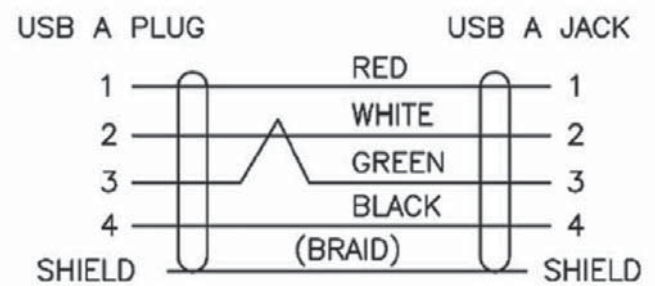 USB A PLUG USB A JACK
1 RED 1
2 WHITE 2
3 GREEN 3
4 BLACK 4
SHIELD (BRAID) SHIELD